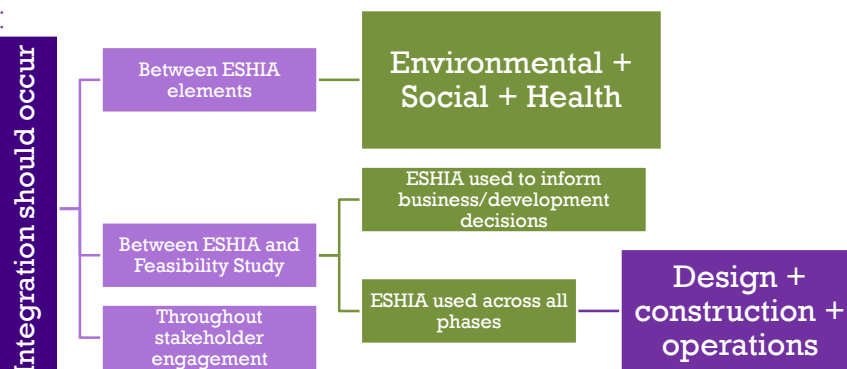 Integration should occur
Between ESHIA
elements
Environmental +
Social + Health
Between ESHIA and
Feasibility Study
ESHIA used to inform
business/development
decisions
ESHIA used across all
phases
Design +
construction +
operations
Throughout
stakeholder
engagement